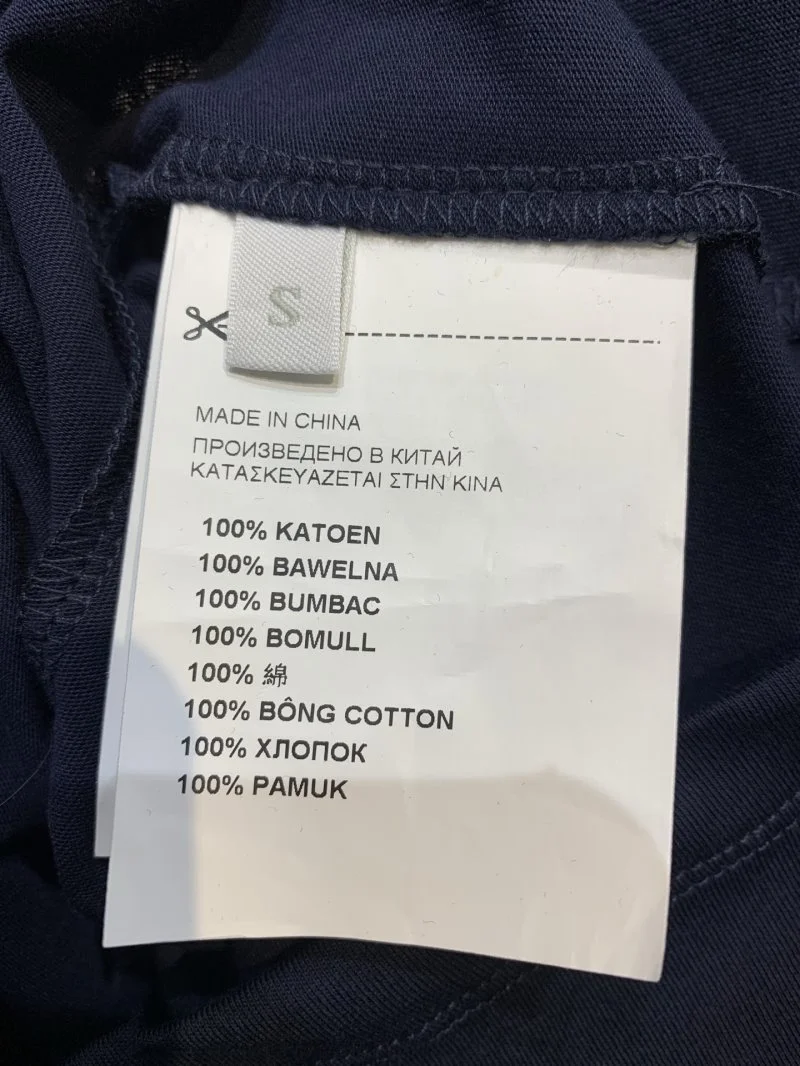 S
MADE IN CHINA
ПРОИЗВЕДЕНО В КИТАЙ
ΚΑΤΑΣΚΕΥΑΖΕΤΑΙ ΣΤΗΝ ΚΙΝΑ
100% KATOEN
100% BAWELNA
100% BUMBAC
100% BOMULL
100% 綿
100% BÔNG COTTON
100% ХЛОПОК
100% PAMUK